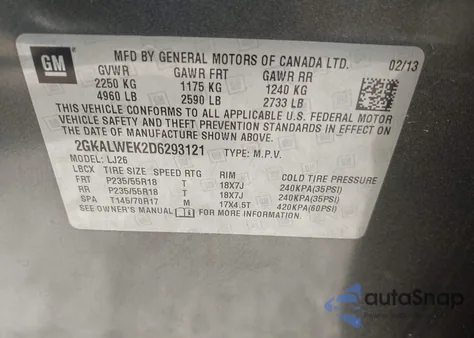 GM
MFD BY GENERAL MOTORS OF CANADA LTD.
02/13
GVWR GAWR FRT GAWR RR
2250 KG 1175 KG 1240 KG
4960 LB 2590 LB 2733 LB
THIS VEHICLE CONFORMS TO ALL APPLICABLE U.S. FEDERAL MOTOR
VEHICLE SAFETY AND THEFT PREVENTION STANDARDS IN EFFECT
ON THE DATE OF MANUFACTURE SHOWN ABOVE.
2GKALWEK2D6293121 TYPE: M.P.V.
MODEL: LJ26
LBCX TIRE SIZE SPEED RTG RIM COLD TIRE PRESSURE
FRT P235/55R18 T 18X7J 240KPA(35PSI)
RR P235/55R18 T 18X7J 240KPA(35PSI)
SPA T145/70R17 M 17X4.5T 420KPA(60PSI)
SEE OWNER'S MANUAL FOR MORE INFORMATION.
autoSnap